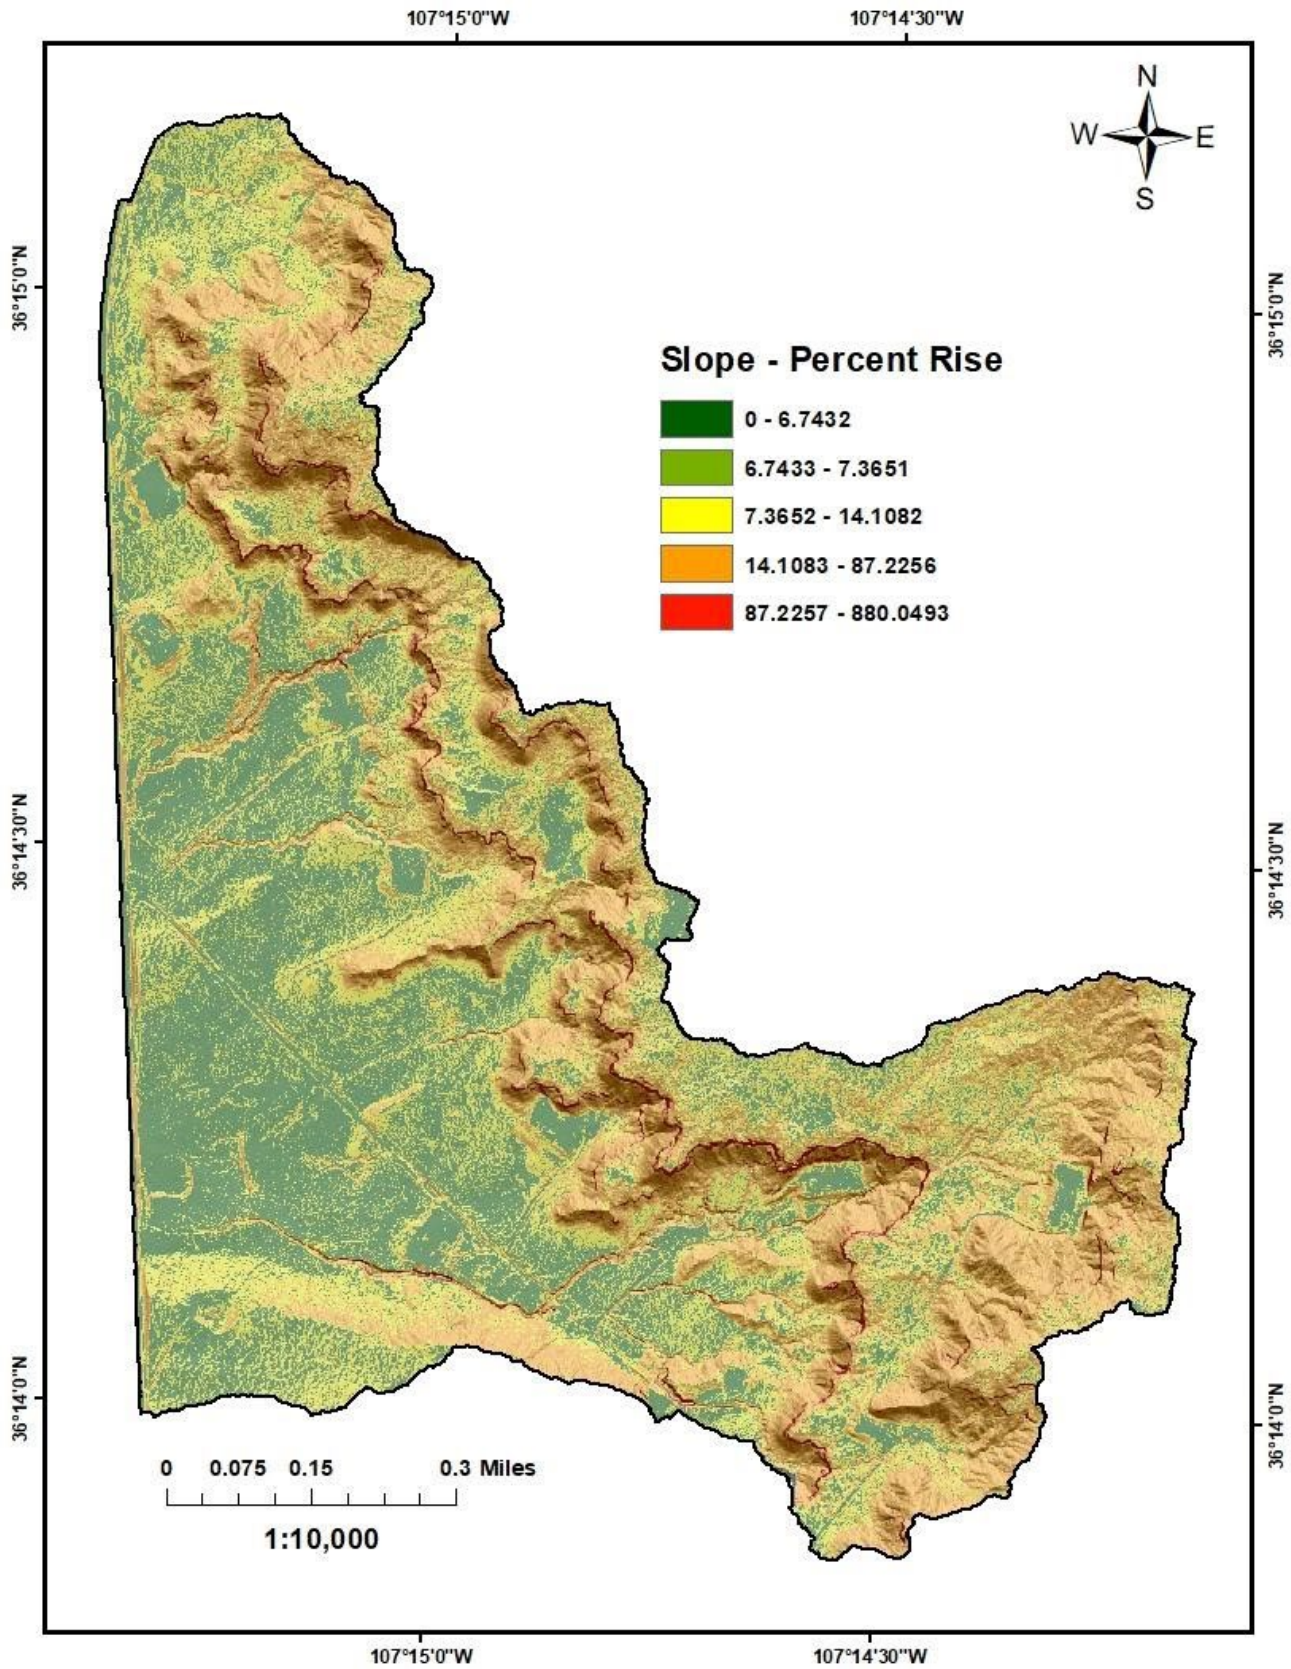 107°15'0"W
107°14'30"W
N
W
E
S
36°15'0"N
36°15'0"N
Slope - Percent Rise
0 - 6.7432
6.7433 - 7.3651
7.3652 - 14.1082
14.1083 - 87.2256
87.2257 - 880.0493
36°14'30"N
36°14'30"N
36°14'0"N
36°14'0"N
0 0.075 0.15 0.3 Miles
1:10,000
107°15'0"W
107°14'30"W